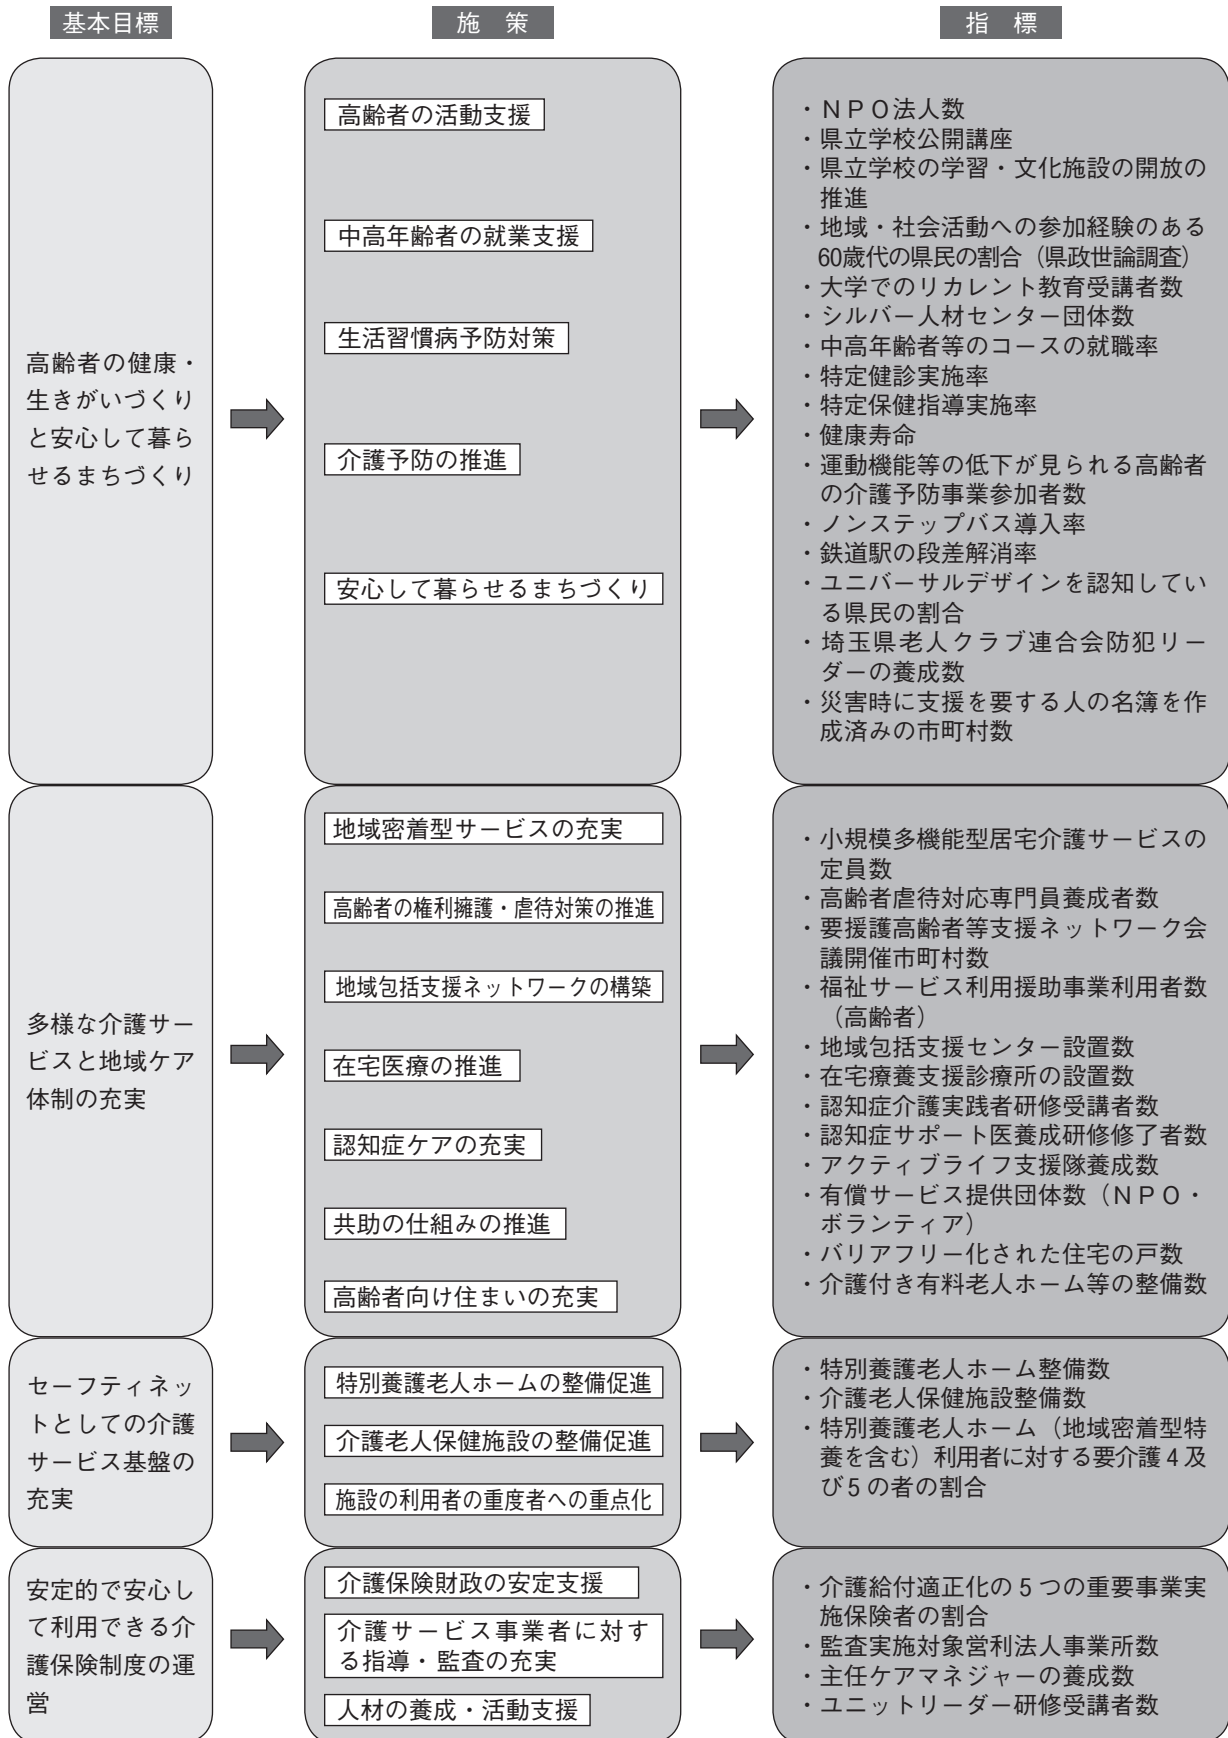 基本目標
施　策
指　標
高齢者の健康・
生きがいづくり
と安心して暮ら
せるまちづくり
高齢者の活動支援
中高年齢者の就業支援
生活習慣病予防対策
介護予防の推進
安心して暮らせるまちづくり
・ＮＰＯ法人数
・県立学校公開講座
・県立学校の学習・文化施設の開放の
推進
・地域・社会活動への参加経験のある
60歳代の県民の割合（県政世論調査）
・大学でのリカレント教育受講者数
・シルバー人材センター団体数
・中高年齢者等のコースの就職率
・特定健診実施率
・特定保健指導実施率
・健康寿命
・運動機能等の低下が見られる高齢者
の介護予防事業参加者数
・ノンステップバス導入率
・鉄道駅の段差解消率
・ユニバーサルデザインを認知してい
る県民の割合
・埼玉県老人クラブ連合会防犯リー
ダーの養成数
・災害時に支援を要する人の名簿を作
成済みの市町村数
多様な介護サー
ビスと地域ケア
体制の充実
地域密着型サービスの充実
高齢者の権利擁護・虐待対策の推進
地域包括支援ネットワークの構築
在宅医療の推進
認知症ケアの充実
共助の仕組みの推進
高齢者向け住まいの充実
・小規模多機能型居宅介護サービスの
定員数
・高齢者虐待対応専門員養成者数
・要援護高齢者等支援ネットワーク会
議開催市町村数
・福祉サービス利用援助事業利用者数
（高齢者）
・地域包括支援センター設置数
・在宅療養支援診療所の設置数
・認知症介護実践者研修受講者数
・認知症サポート医養成研修修了者数
・アクティブライフ支援隊養成数
・有償サービス提供団体数（ＮＰＯ・
ボランティア）
・バリアフリー化された住宅の戸数
・介護付き有料老人ホーム等の整備数
セーフティネッ
トとしての介護
サービス基盤の
充実
特別養護老人ホームの整備促進
介護老人保健施設の整備促進
施設の利用者の重度者への重点化
・特別養護老人ホーム整備数
・介護老人保健施設整備数
・特別養護老人ホーム（地域密着型特
養を含む）利用者に対する要介護４及
び５の者の割合
安定的で安心し
て利用できる介
護保険制度の運
営
介護保険財政の安定支援
介護サービス事業者に対す
る指導・監査の充実
人材の養成・活動支援
・介護給付適正化の５つの重要事業実
施保険者の割合
・監査実施対象営利法人事業所数
・主任ケアマネジャーの養成数
・ユニットリーダー研修受講者数